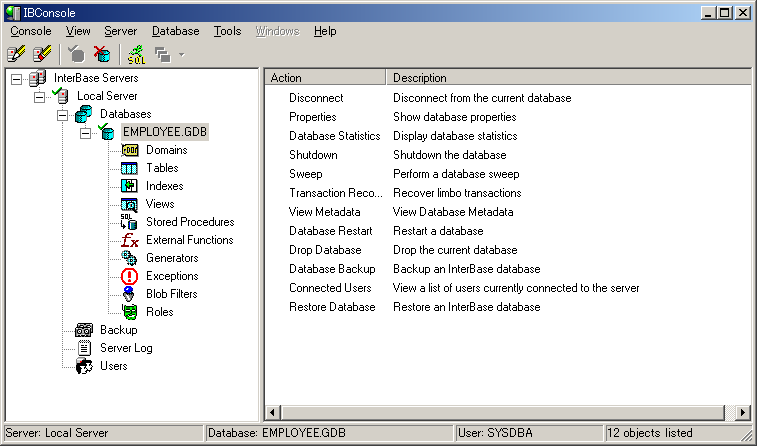 IBConsole
Console View Server Database Tools Windows Help
SQL
InterBase Servers
Local Server
Databases
EMPLOYEE.GDB
Domains
Tables
Indexes
Views
Stored Procedures
External Functions
Generators
Exceptions
Blob Filters
Roles
Backup
Server Log
Users
Action Description
Disconnect Disconnect from the current database
Properties Show database properties
Database Statistics Display database statistics
Shutdown Shutdown the database
Sweep Perform a database sweep
Transaction Reco... Recover limbo transactions
View Metadata View Database Metadata
Database Restart Restart a database
Drop Database Drop the current database
Database Backup Backup an InterBase database
Connected Users View a list of users currently connected to the server
Restore Database Restore an InterBase database
Server: Local Server Database: EMPLOYEE.GDB User: SYSDBA 12 objects listed